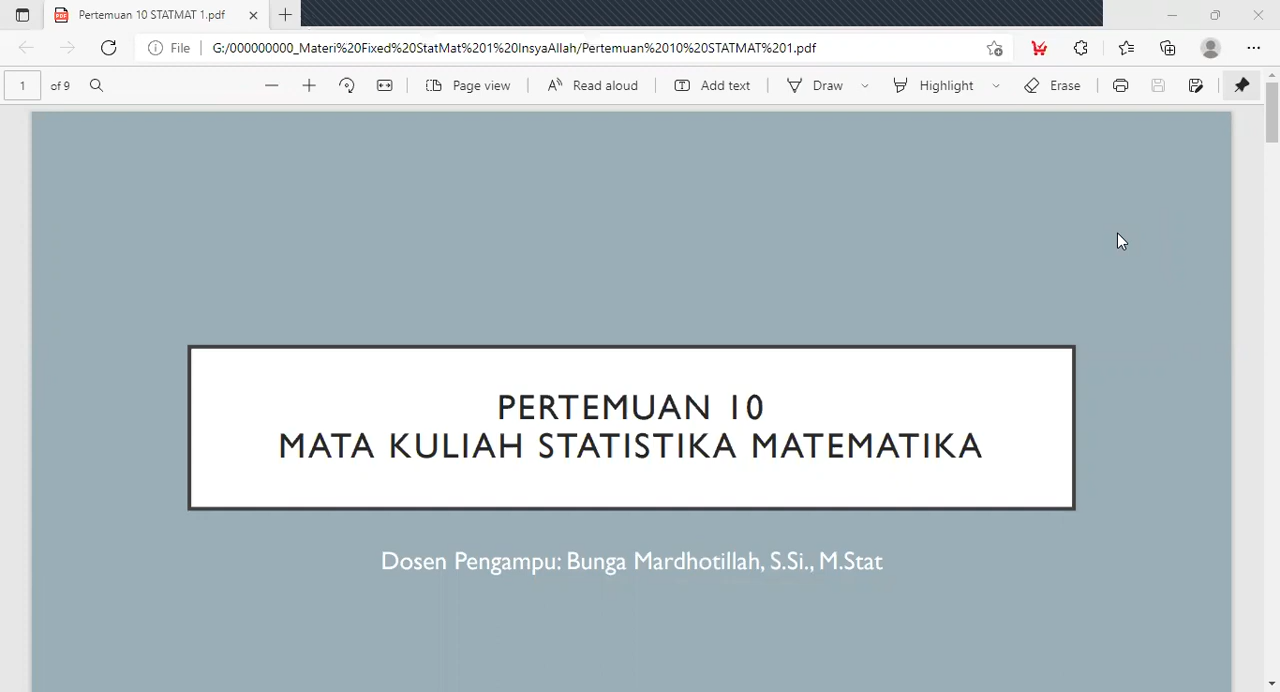 Pertemuan 10 STATMAT 1.pdf
File
G:/000000000_Materi%20Fixed%20StatMat%201%20InsyaAllah/Pertemuan%2010%20STATMAT%201.pdf
1 of 9
Page view
Read aloud
Add text
Draw
Highlight
Erase
PERTEMUAN 10
MATA KULIAH STATISTIKA MATEMATIKA
Dosen Pengampu: Bunga Mardhotillah, S.Si., M.Stat